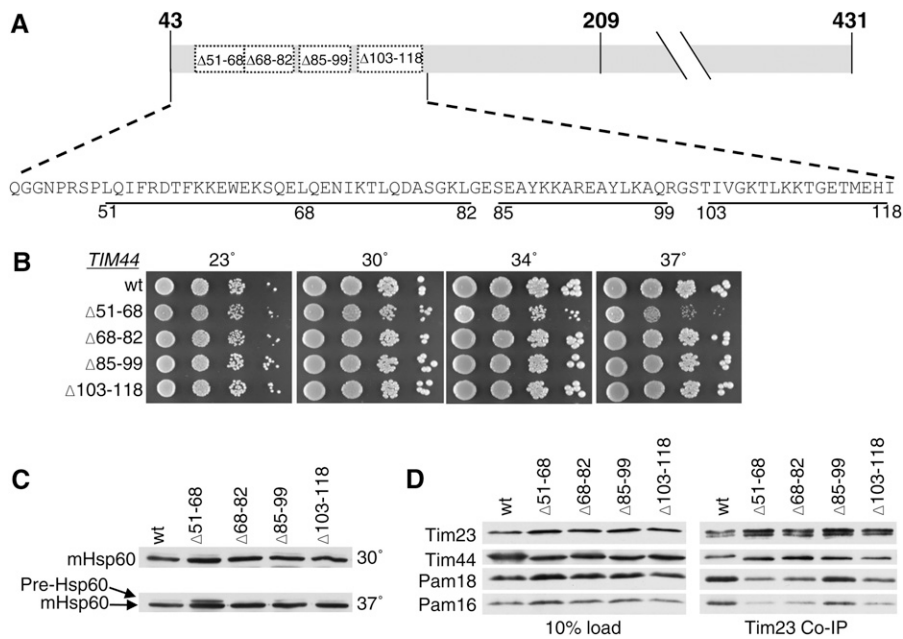 A
43 209 431
Δ51-68 Δ68-82 Δ85-99 Δ103-118
QGGNPRSPLQIFRDTFKKEWEKSQELQENIKTLQDASGKLGESEAYKKAREAYLKAQRGSTIVGKTLKKTGETMEHI
51 68 82 85 99 103 118
B
TIM44 23° 30° 34° 37°
wt
Δ51-68
Δ68-82
Δ85-99
Δ103-118
C
wt Δ51-68 Δ68-82 Δ85-99 Δ103-118
mHsp60 30°
Pre-Hsp60
mHsp60 37°
D
wt Δ51-68 Δ68-82 Δ85-99 Δ103-118 wt Δ51-68 Δ68-82 Δ85-99 Δ103-118
Tim23
Tim44
Pam18
Pam16
10% load Tim23 Co-IP